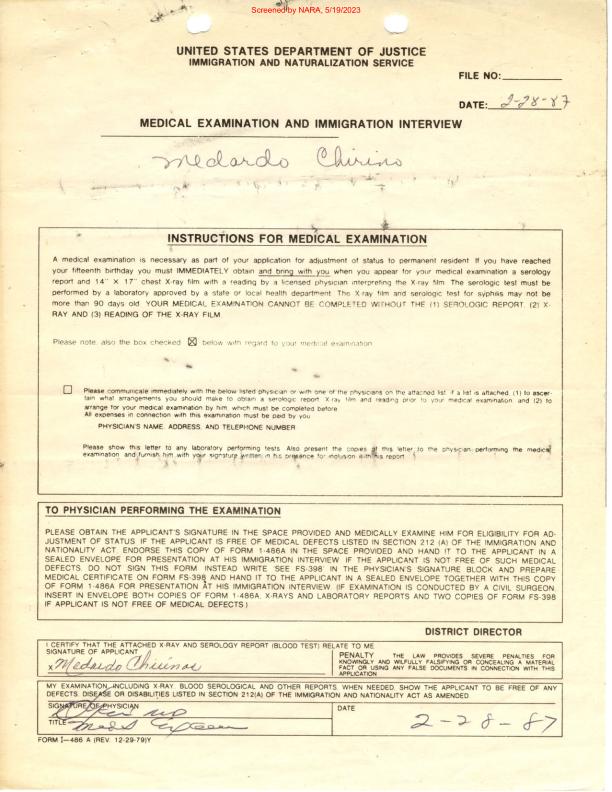 Screened by NARA, 5/19/2023
UNITED STATES DEPARTMENT OF JUSTICE
IMMIGRATION AND NATURALIZATION SERVICE
FILE NO:
DATE: 2-28-87
MEDICAL EXAMINATION AND IMMIGRATION INTERVIEW
Medardo Chirino
INSTRUCTIONS FOR MEDICAL EXAMINATION
A medical examination is necessary as part of your application for adjustment of status to permanent resident. If you have reached
your fifteenth birthday you must IMMEDIATELY obtain and bring with you when you appear for your medical examination a serology
report and 14" X 17" chest X-ray film with a reading by a licensed physician interpreting the X-ray film. The serologic test must be
performed by a laboratory approved by a state or local health department. The X-ray film and serologic test for syphilis may not be
more than 90 days old. YOUR MEDICAL EXAMINATION CANNOT BE COMPLETED WITHOUT THE (1) SEROLOGIC REPORT, (2) X-
RAY AND (3) READING OF THE X-RAY FILM.
Please note, also the box checked ☒ below with regard to your medical examination
☐ Please communicate immediately with the below listed physician or with one of the physicians on the attached list, if a list is attached, (1) to ascer-
tain what arrangements you should make to obtain a serologic report, X-ray film and reading prior to your medical examination, and (2) to
arrange for your medical examination by him, which must be completed before
All expenses in connection with this examination must be paid by you
PHYSICIAN'S NAME, ADDRESS, AND TELEPHONE NUMBER
Please show this letter to any laboratory performing tests. Also present the copies of this letter to the physician performing the medical
examination and furnish him with your signature written in his presence for inclusion with his report
TO PHYSICIAN PERFORMING THE EXAMINATION
PLEASE OBTAIN THE APPLICANT'S SIGNATURE IN THE SPACE PROVIDED AND MEDICALLY EXAMINE HIM FOR ELIGIBILITY FOR AD-
JUSTMENT OF STATUS. IF THE APPLICANT IS FREE OF MEDICAL DEFECTS LISTED IN SECTION 212 (A) OF THE IMMIGRATION AND
NATIONALITY ACT, ENDORSE THIS COPY OF FORM 1-486A IN THE SPACE PROVIDED AND HAND IT TO THE APPLICANT IN A
SEALED ENVELOPE FOR PRESENTATION AT HIS IMMIGRATION INTERVIEW. IF THE APPLICANT IS NOT FREE OF SUCH MEDICAL
DEFECTS, DO NOT SIGN THIS FORM. INSTEAD WRITE 'SEE FS-398' IN THE PHYSICIAN'S SIGNATURE BLOCK AND PREPARE
MEDICAL CERTIFICATE ON FORM FS-398 AND HAND IT TO THE APPLICANT IN A SEALED ENVELOPE TOGETHER WITH THIS COPY
OF FORM 1-486A FOR PRESENTATION AT HIS IMMIGRATION INTERVIEW. (IF EXAMINATION IS CONDUCTED BY A CIVIL SURGEON,
INSERT IN ENVELOPE BOTH COPIES OF FORM 1-486A, X-RAYS AND LABORATORY REPORTS AND TWO COPIES OF FORM FS-398
IF APPLICANT IS NOT FREE OF MEDICAL DEFECTS.)
DISTRICT DIRECTOR
I CERTIFY THAT THE ATTACHED X-RAY AND SEROLOGY REPORT (BLOOD TEST) RELATE TO ME
SIGNATURE OF APPLICANT
x Medardo Chirinos
PENALTY THE LAW PROVIDES SEVERE PENALTIES FOR
KNOWINGLY AND WILFULLY FALSIFYING OR CONCEALING A MATERIAL
FACT OR USING ANY FALSE DOCUMENTS IN CONNECTION WITH THIS
APPLICATION
MY EXAMINATION, INCLUDING X-RAY, BLOOD SEROLOGICAL AND OTHER REPORTS, WHEN NEEDED, SHOW THE APPLICANT TO BE FREE OF ANY
DEFECTS, DISEASE OR DISABILITIES LISTED IN SECTION 212(A) OF THE IMMIGRATION AND NATIONALITY ACT AS AMENDED
SIGNATURE OF PHYSICIAN
TITLE
DATE
2-28-87
FORM I-486 A (REV. 12-29-79)Y